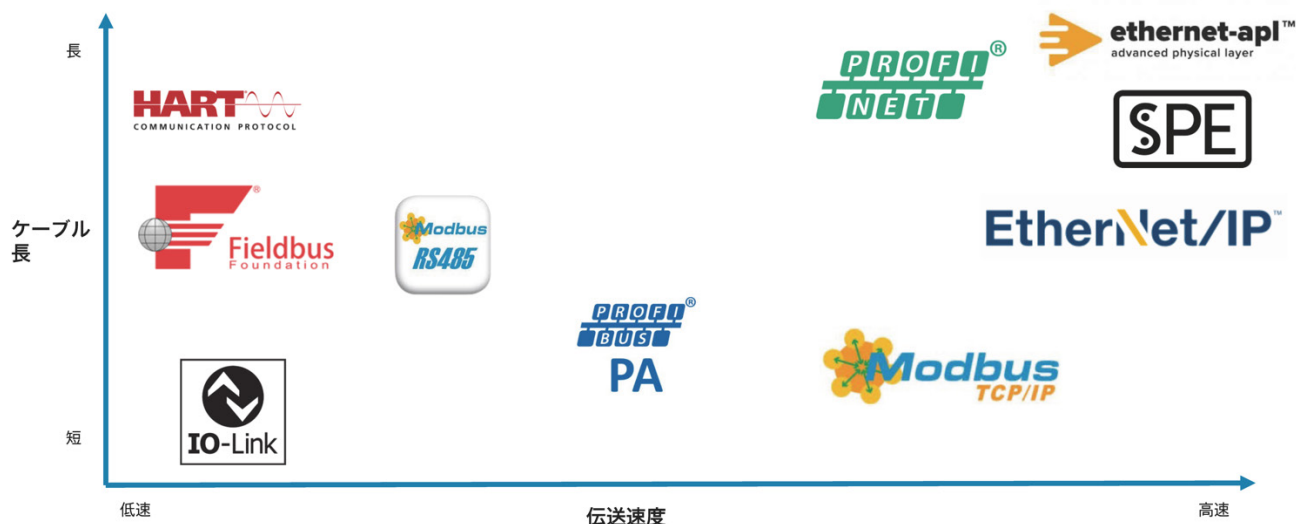 長
ethernet-apl™
advanced physical layer
PROFI®
NET
HART®
COMMUNICATION PROTOCOL
SPE
ケーブル
長
®
Fieldbus
Foundation
Modbus
RS485
EtherNet/IP™
PROFI®
BUS
PA
Modbus
TCP/IP
IO-Link
短
低速
伝送速度
高速